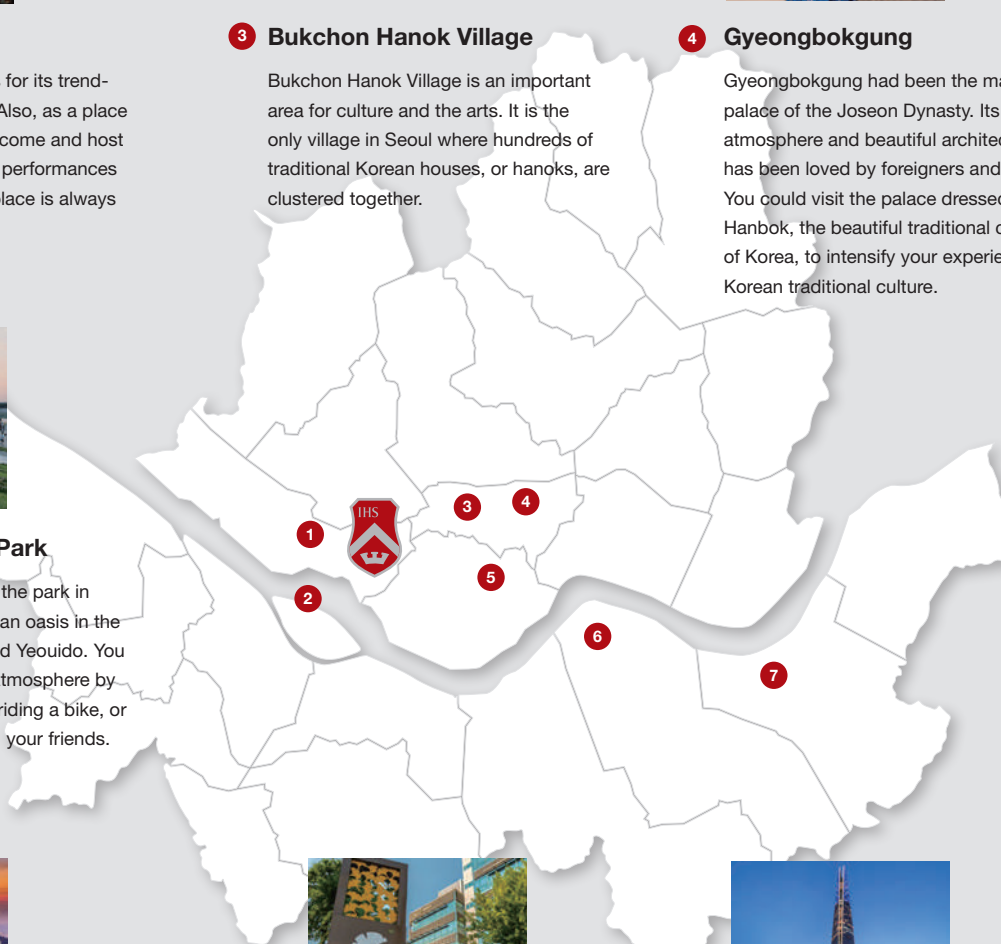 for its trend-
Also, as a place
come and host
performances
place is always
3 Bukchon Hanok Village
Bukchon Hanok Village is an important
area for culture and the arts. It is the
only village in Seoul where hundreds of
traditional Korean houses, or hanoks, are
clustered together.
4 Gyeongbokgung
Gyeongbokgung had been the ma
palace of the Joseon Dynasty. Its
atmosphere and beautiful architec
has been loved by foreigners and
You could visit the palace dressed
Hanbok, the beautiful traditional c
of Korea, to intensify your experie
Korean traditional culture.
Park
the park in
an oasis in the
d Yeouido. You
atmosphere by
riding a bike, or
your friends.
IHS
1
2
3
4
5
6
7